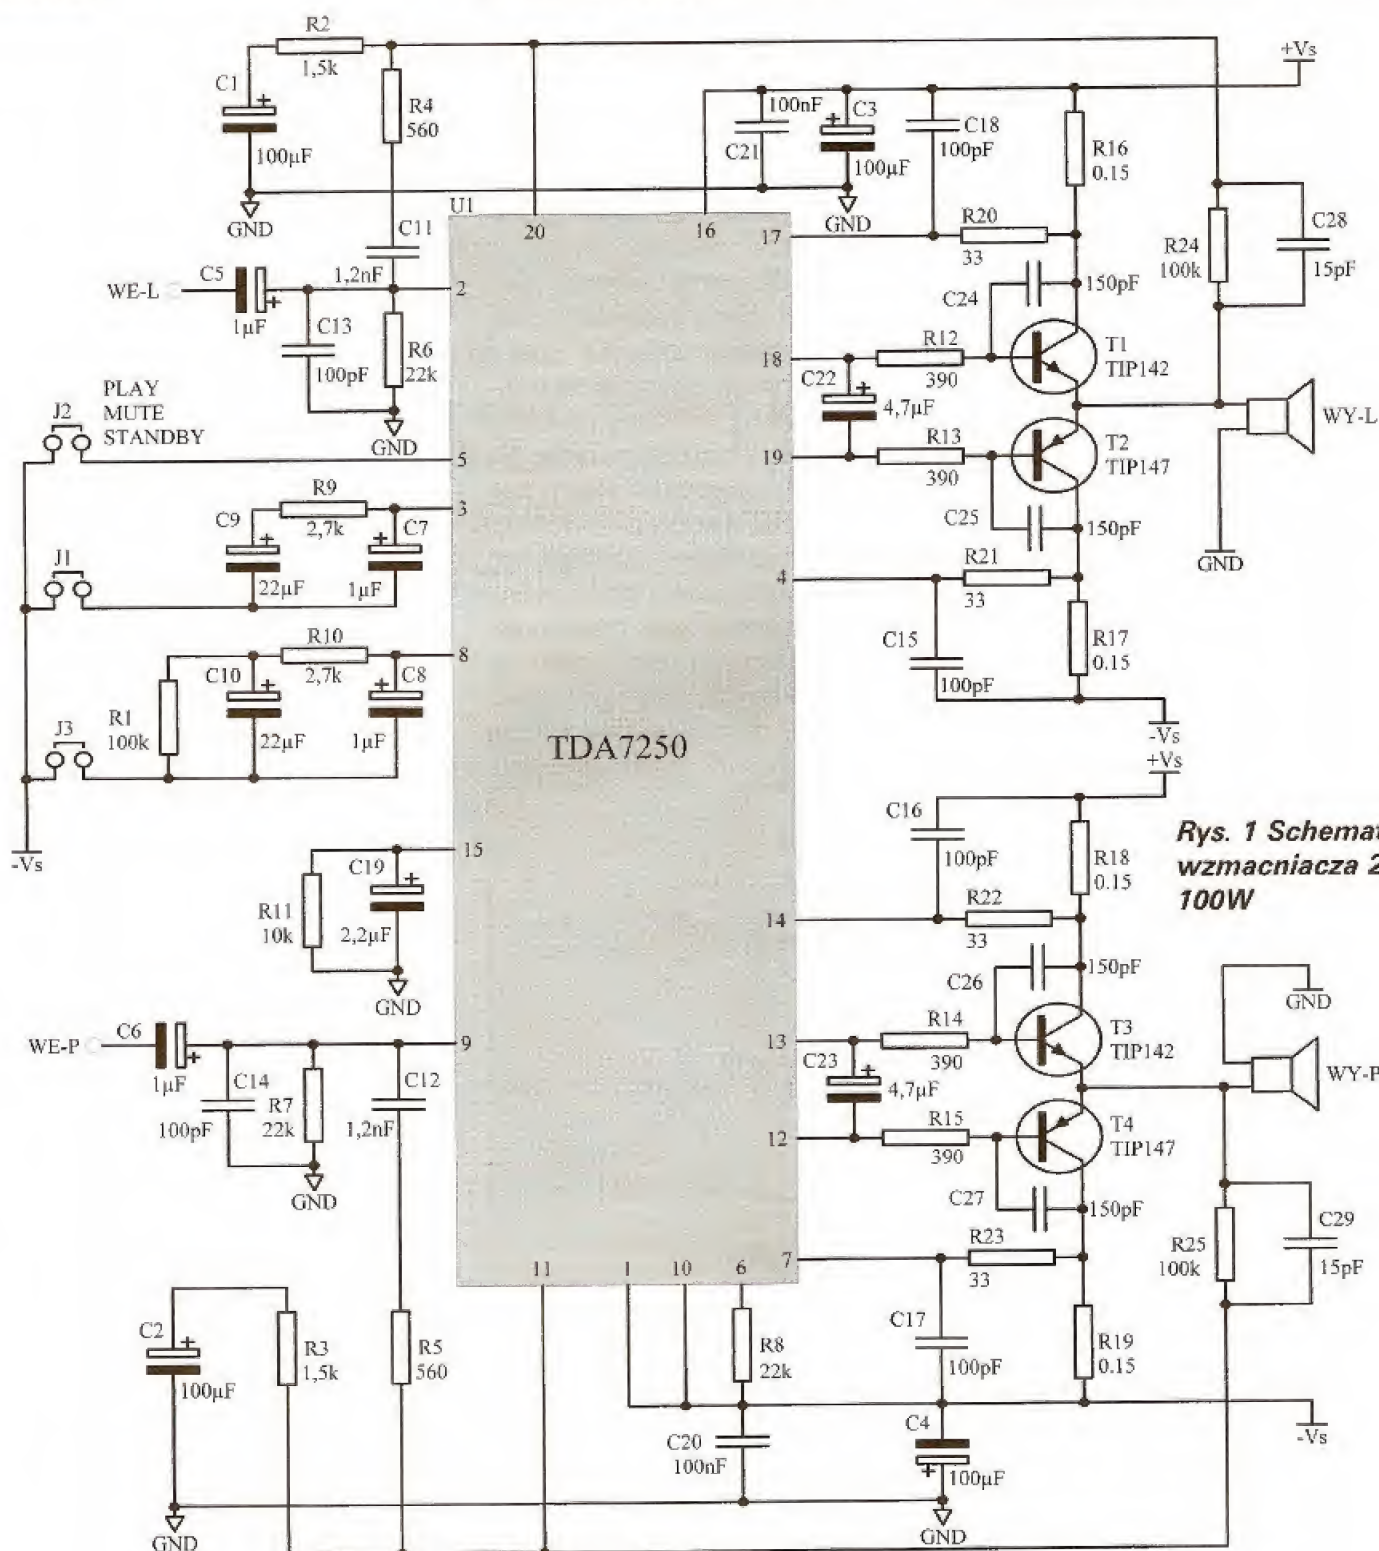 R2
1,5k
C1
100µF
GND
R4
560
C11
1,2nF
WE-L
C5
1µF
C13
100pF
R6
22k
GND
U1
20
16
100nF
C21
C3
100µF
GND
C18
100pF
R16
0.15
+Vs
17
R20
33
C24
150pF
R24
100k
C28
15pF
2
18
R12
390
T1
TIP142
C22
4,7µF
WY-L
19
R13
390
T2
TIP147
C25
150pF
GND
J2
PLAY
MUTE
STANDBY
5
R9
2,7k
3
C9
22µF
C7
1µF
J1
4
R21
33
C15
100pF
R17
0.15
-Vs
R10
2,7k
8
C10
22µF
C8
1µF
R1
100k
J3
-Vs
TDA7250
+Vs
C16
100pF
R18
0.15
Rys. 1 Schemat
wzmacniacza 2
100W
15
C19
2,2µF
R11
10k
GND
14
R22
33
C26
150pF
GND
WE-P
C6
1µF
C14
100pF
R7
22k
C12
1,2nF
GND
9
13
R14
390
T3
TIP142
C23
4,7µF
WY-P
12
R15
390
T4
TIP147
C27
150pF
7
R23
33
R25
100k
C29
15pF
11
1
10
6
C2
100µF
R3
1,5k
R5
560
R8
22k
C17
100pF
R19
0.15
C20
100nF
C4
100µF
-Vs
GND
GND